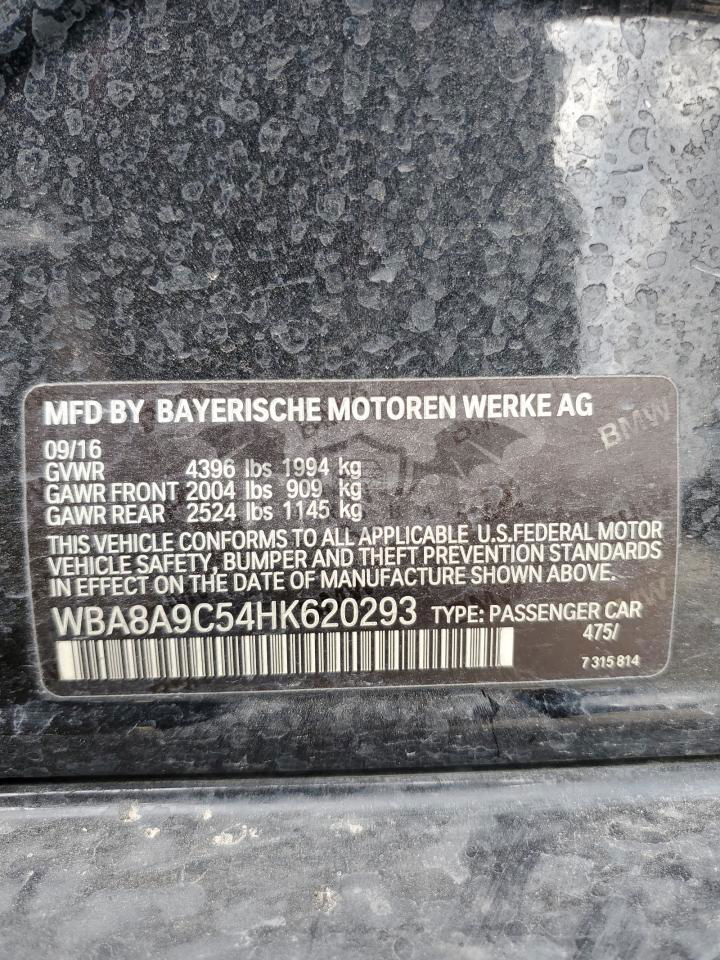 MFD BY BAYERISCHE MOTOREN WERKE AG
09/16
GVWR 4396 lbs 1994 kg
GAWR FRONT 2004 lbs 909 kg
GAWR REAR 2524 lbs 1145 kg
THIS VEHICLE CONFORMS TO ALL APPLICABLE U.S.FEDERAL MOTOR
VEHICLE SAFETY, BUMPER AND THEFT PREVENTION STANDARDS
IN EFFECT ON THE DATE OF MANUFACTURE SHOWN ABOVE.
WBA8A9C54HK620293 TYPE: PASSENGER CAR
475/
7 315 814
BMW